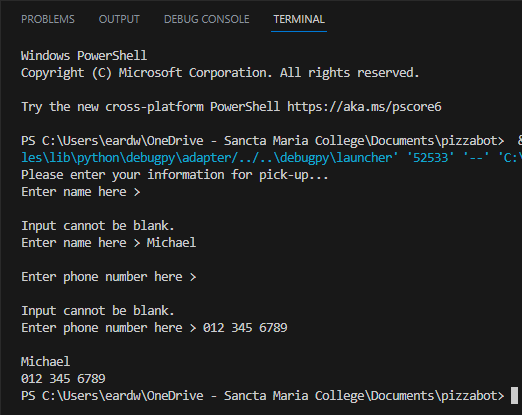 PROBLEMS OUTPUT DEBUG CONSOLE TERMINAL
Windows PowerShell
Copyright (C) Microsoft Corporation. All rights reserved.
Try the new cross-platform PowerShell https://aka.ms/pscore6
PS C:\Users\eardw\OneDrive - Sancta Maria College\Documents\pizzabot>  &
les\lib\python\debugpy\adapter/../..\debugpy\launcher' '52533' '--' 'C:\
Please enter your information for pick-up...
Enter name here >
Input cannot be blank.
Enter name here > Michael
Enter phone number here >
Input cannot be blank.
Enter phone number here > 012 345 6789
Michael
012 345 6789
PS C:\Users\eardw\OneDrive - Sancta Maria College\Documents\pizzabot>